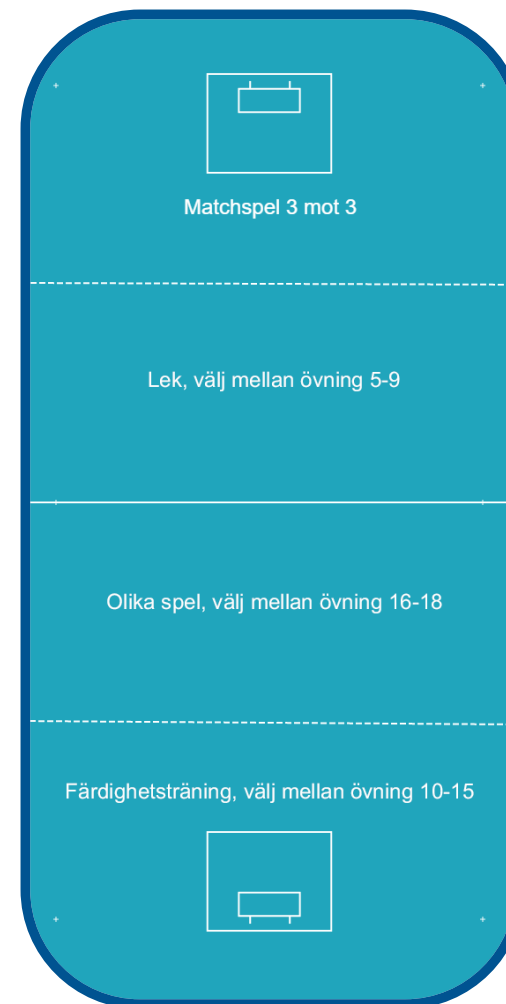 Matchspel 3 mot 3
Lek, välj mellan övning 5-9
Olika spel, välj mellan övning 16-18
Färdighetsträning, välj mellan övning 10-15